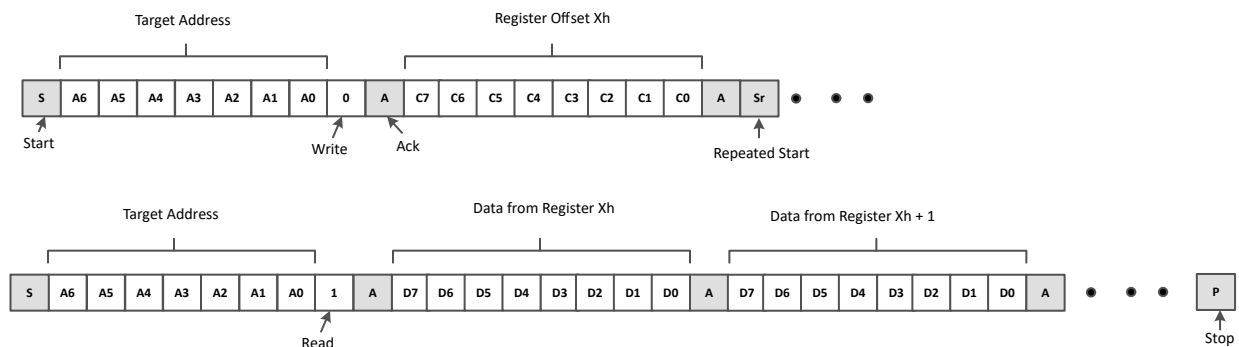 Target Address Register Offset Xh
S A6 A5 A4 A3 A2 A1 A0 0 A C7 C6 C5 C4 C3 C2 C1 C0 A Sr
Start Write Ack Repeated Start
Target Address Data from Register Xh Data from Register Xh + 1
S A6 A5 A4 A3 A2 A1 A0 1 A D7 D6 D5 D4 D3 D2 D1 D0 A D7 D6 D5 D4 D3 D2 D1 D0 A P
Read Stop